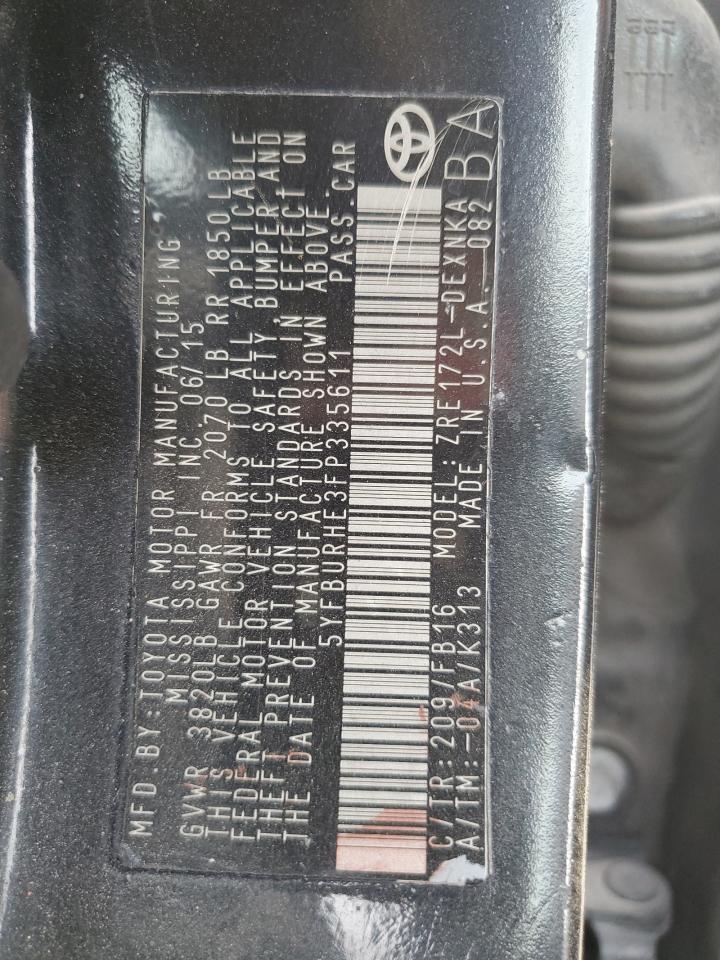 MFD.BY:TOYOTA MOTOR MANUFACTURING
MISSISSIPPI INC.06/15
GVWR 3820LB GAWR FR 2070 LB RR 1850 LB
THIS VEHICLE CONFORMS TO ALL APPLICABLE
FEDERAL MOTOR VEHICLE SAFETY, BUMPER, AND
THEFT PREVENTION STANDARDS IN EFFECT ON
THE DATE OF MANUFACTURE SHOWN ABOVE.
5YFBURHE3FP335611 PASS.CAR
C/TR:209/FB16 MODEL:ZRE172L-DEXNKA
A/TM:-04A/K313 MADE IN U.S.A. 082 BA